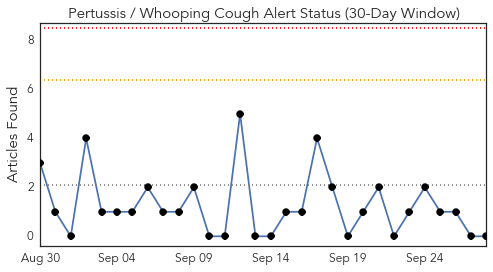 Pertussis / Whooping Cough Alert Status (30-Day Window)
Articles Found
8
6
4
2
0
Aug 30 Sep 04 Sep 09 Sep 14 Sep 19 Sep 24